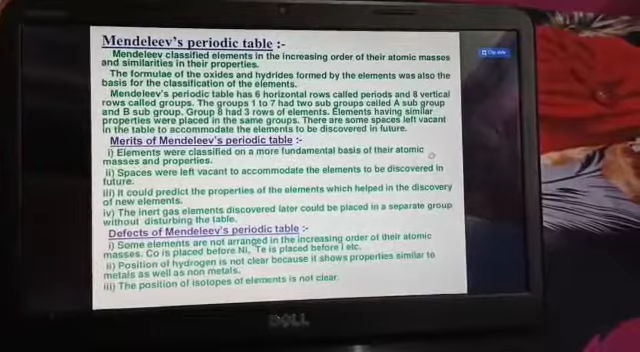 Mendeleev's periodic table :-
Mendeleev classified elements in the increasing order of their atomic masses
and similarities in their properties.
The formulae of the oxides and hydrides formed by the elements was also the
basis for the classification of the elements.
Mendeleev's periodic table has 6 horizontal rows called periods and 8 vertical
rows called groups. The groups 1 to 7 had two sub groups called A sub group
and B sub group. Group 8 had 3 rows of elements. Elements having similar
properties were placed in the same groups. There are some spaces left vacant
in the table to accommodate the elements to be discovered in future.
Merits of Mendeleev's periodic table :-
i) Elements were classified on a more fundamental basis of their atomic
masses and properties.
ii) Spaces were left vacant to accommodate the elements to be discovered in
future.
iii) It could predict the properties of the elements which helped in the discovery
of new elements.
iv) The inert gas elements discovered later could be placed in a separate group
without disturbing the table.
Defects of Mendeleev's periodic table :-
i) Some elements are not arranged in the increasing order of their atomic
masses. Co is placed before Ni, Te is placed before I etc.
ii) Position of hydrogen is not clear because it shows properties similar to
metals as well as non metals.
iii) The position of isotopes of elements is not clear.
DELL